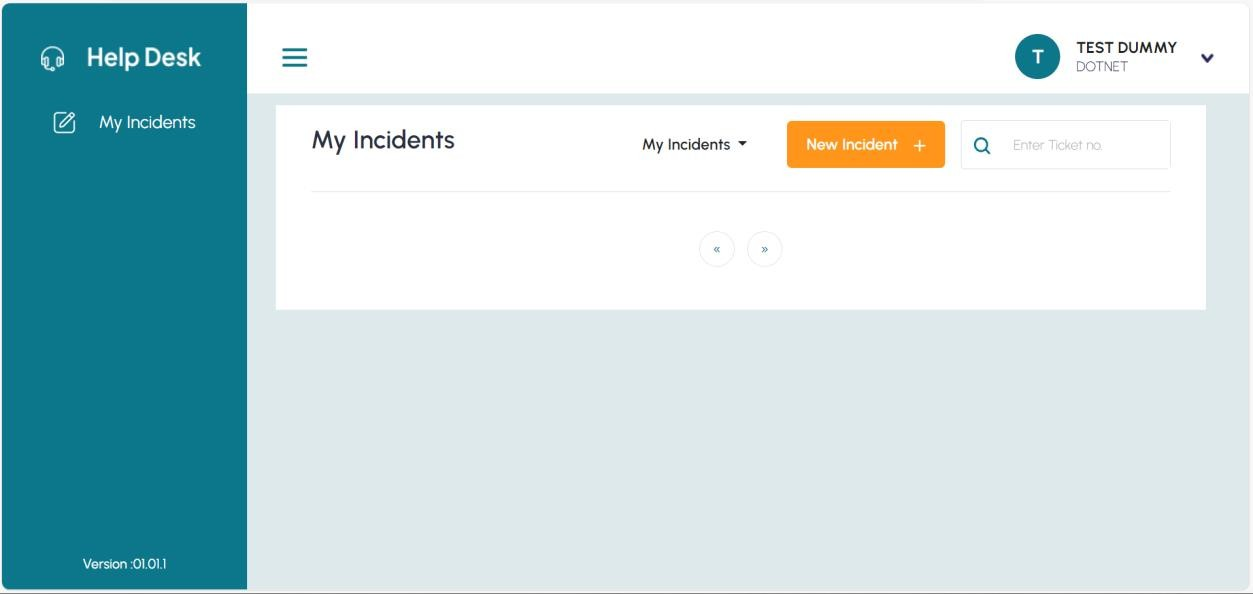 Help Desk
My Incidents
T
TEST DUMMY
DOTNET
My Incidents
My Incidents
New Incident +
Enter Ticket no.
« »
Version :01.01.1